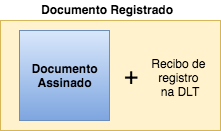 Documento Registrado
Documento
Assinado
+
Recibo de
registro
na DLT